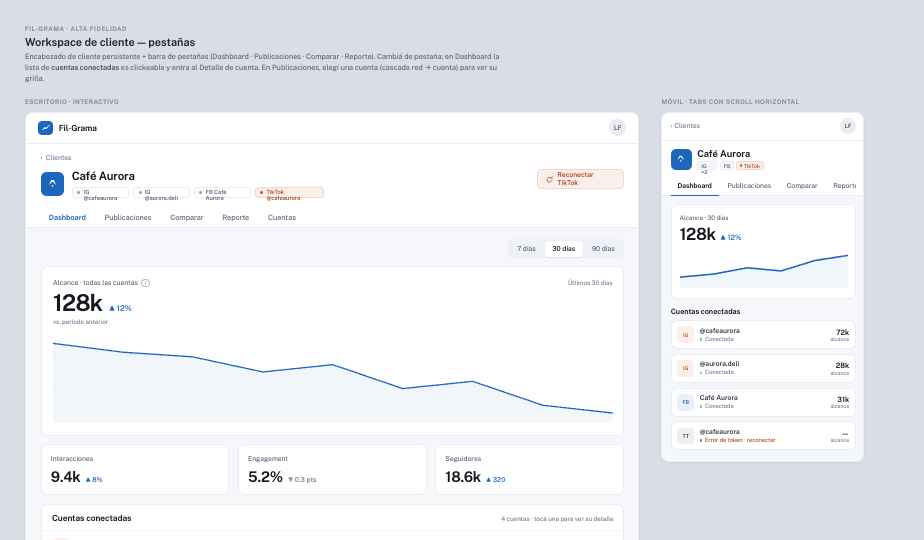 FIL-GRAMA · ALTA FIDELIDAD
Workspace de cliente — pestañas
Encabezado de cliente persistente + barra de pestañas (Dashboard · Publicaciones · Comparar · Reporte). Cambiá de pestaña; en Dashboard la
lista de cuentas conectadas es clickeable y entra al Detalle de cuenta. En Publicaciones, elegí una cuenta (cascada red → cuenta) para ver su
grilla.
ESCRITORIO · INTERACTIVO
Fil-Grama
LF
‹ Clientes
Café Aurora
IG @cafeaurora
IG @aurora.deli
FB Café Aurora
TikTok @cafeaurora
Reconectar TikTok
Dashboard Publicaciones Comparar Reporte Cuentas
7 días 30 días 90 días
Alcance · todas las cuentas
Últimos 30 días
128k ▲ 12%
vs. período anterior
Interacciones
9.4k ▲ 8%
Engagement
5.2% ▼ 0.3 pts
Seguidores
18.6k ▲ 320
Cuentas conectadas
4 cuentas · tocá una para ver su detalle
MÓVIL · TABS CON SCROLL HORIZONTAL
‹ Clientes
LF
Café Aurora
IG ·
×2
FB
TikTok
Dashboard Publicaciones Comparar Report
Alcance · 30 días
128k ▲ 12%
Cuentas conectadas
IG
@cafeaurora
Conectada
72k
alcance
IG
@aurora.deli
Conectada
28k
alcance
FB
Café Aurora
Conectada
31k
alcance
TT
@cafeaurora
Error de token · reconectar
—
alcance